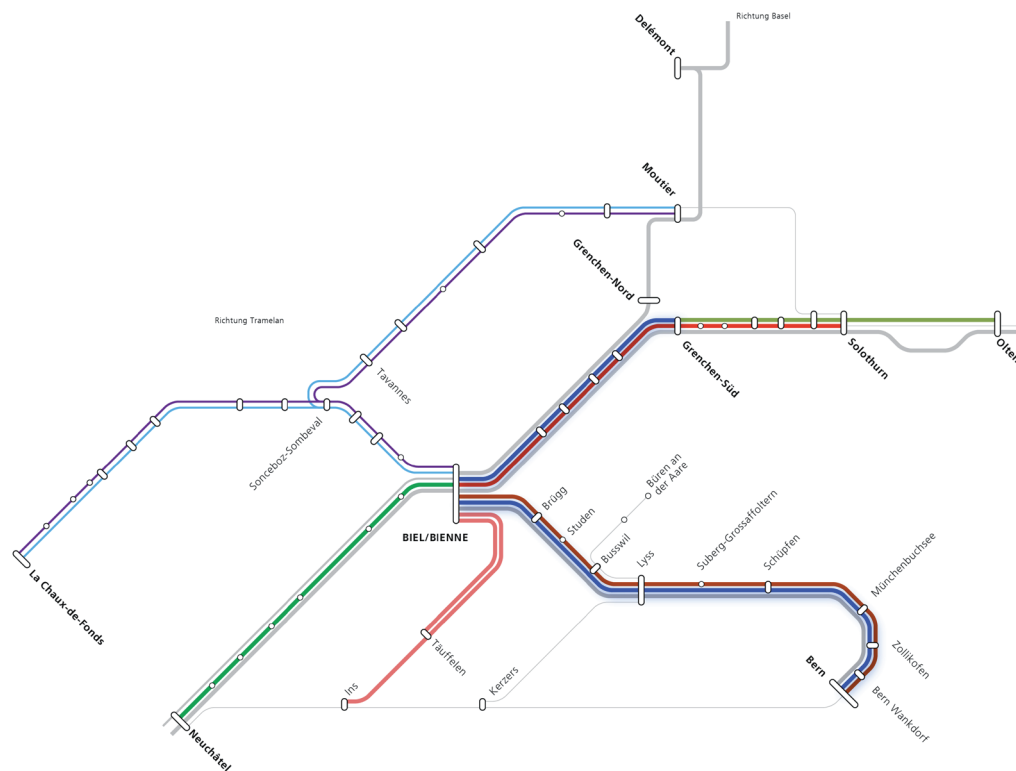 Richtung Basel
Delémont
Moutier
Grenchen-Nord
Richtung Tramelan
Grenchen-Süd
Solothurn
Tavannes
Sonceboz-Sombeval
La Chaux-de-Fonds
BIEL/BIENNE
Brügg
Studen
Busswil
Büren an
der Aare
Lyss
Suberg-Grossaffoltern
Schüpfen
Münchenbuchsee
Zollikofen
Bern Wankdorf
Bern
Täuffelen
Ins
Kerzers
Neuchâtel